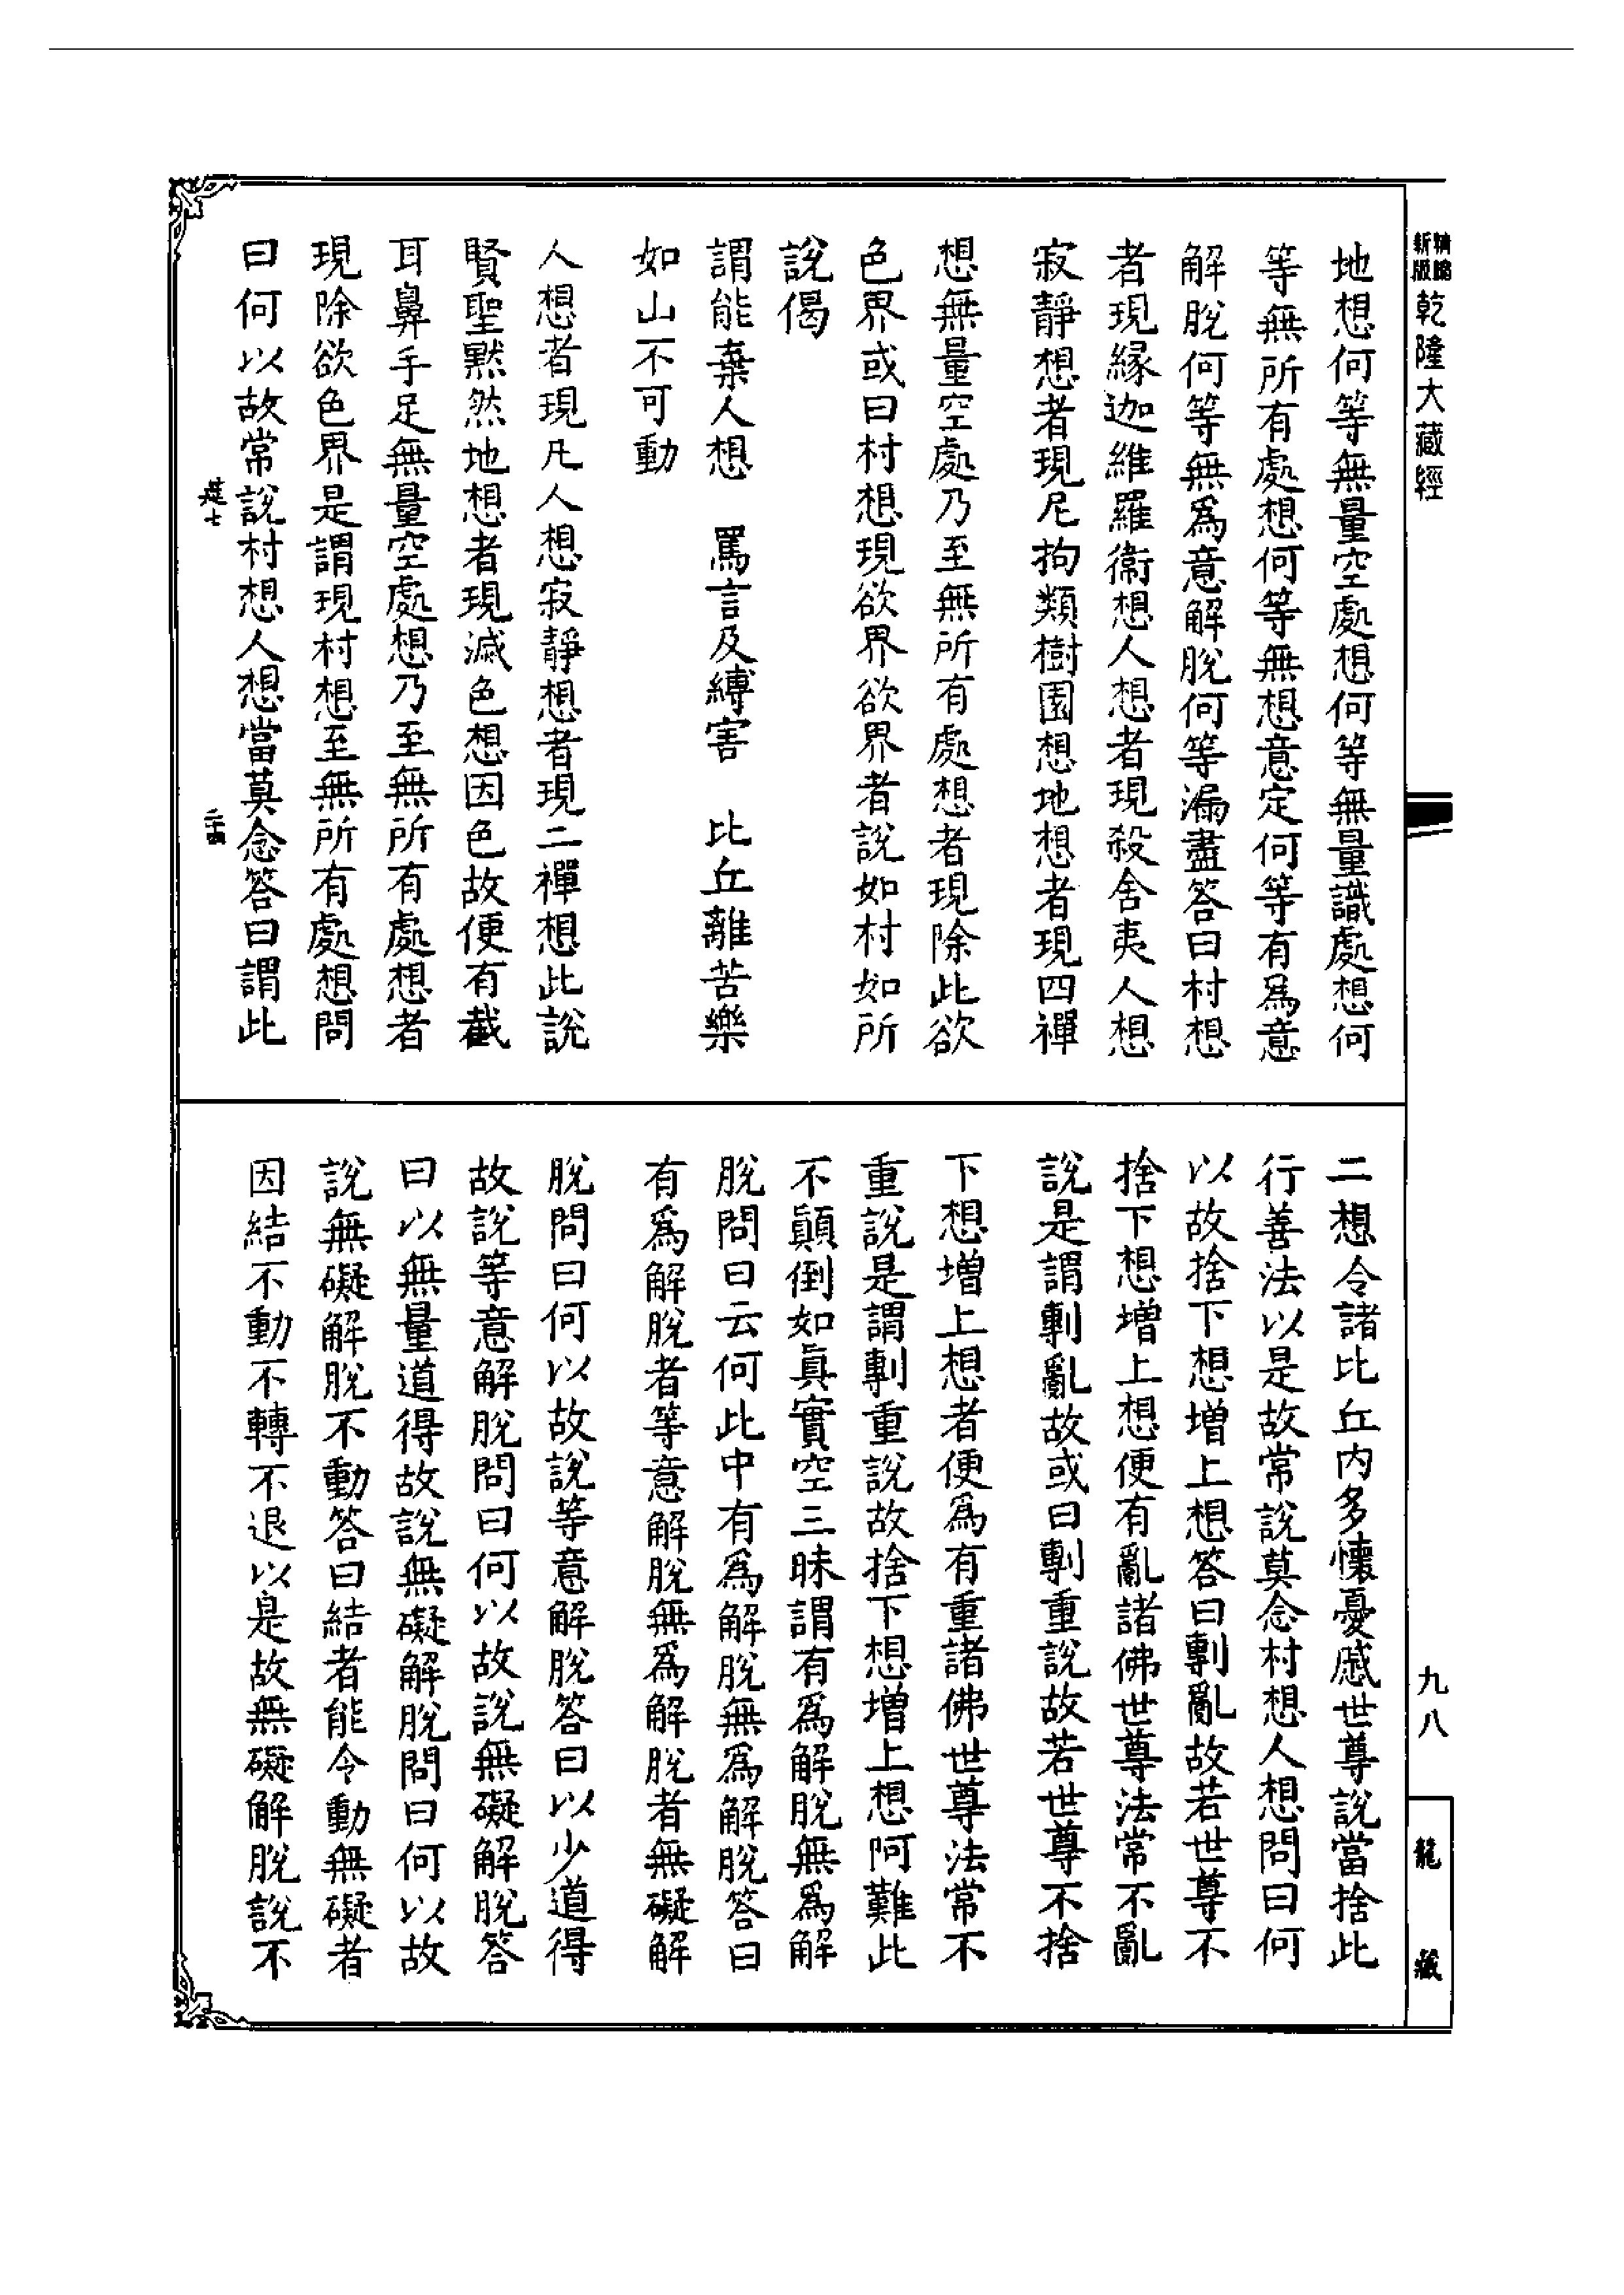 新版精縮乾隆大藏經
地想何等無量空處想何等無量識處想何
等無所有處想何等無想意定何等有爲意
解脫何等無爲意解脫何等漏盡答曰村想
者現緣迦維羅衞想人想者現殺舍夷人想
寂靜想者現尼拘類樹園想地想者現四禪
想無量空處乃至無所有處想者現除此欲
色界或曰村想現欲界欲界者說如村如所
說偈
謂能棄人想　罵言及縛害　比丘離苦樂
如山不可動
人想者現凡人想寂靜想者現二禪想此說
賢聖默然地想者現滅色想因色故便有截
耳鼻手足無量空處想乃至無所有處想者
現除欲色界是謂現村想至無所有處想問
曰何以故常說村想人想當莫念答曰謂此
二想令諸比丘內多懷憂慼世尊說當捨此
行善法以是故常說莫念村想人想問曰何
以故捨下想增上想答曰剸亂故若世尊不
捨下想增上想便有亂諸佛世尊法常不亂
說是謂剸亂故或曰剸重說故若世尊不捨
下想增上想者便爲有重諸佛世尊法常不
重說是謂剸重說故捨下想增上想阿難此
不顚倒如眞實空三昧謂有爲解脫無爲解
脫問曰云何此中有爲解脫無爲解脫答曰
有爲解脫者等意解脫無爲解脫者無礙解
脫問曰何以故說等意解脫答曰以少道得
故說等意解脫問曰何以故說無礙解脫答
曰以無量道得故說無礙解脫問曰何以故
說無礙解脫不動答曰結者能令動無礙者
因結不動不轉不退以是故無礙解脫說不
九八
龍藏